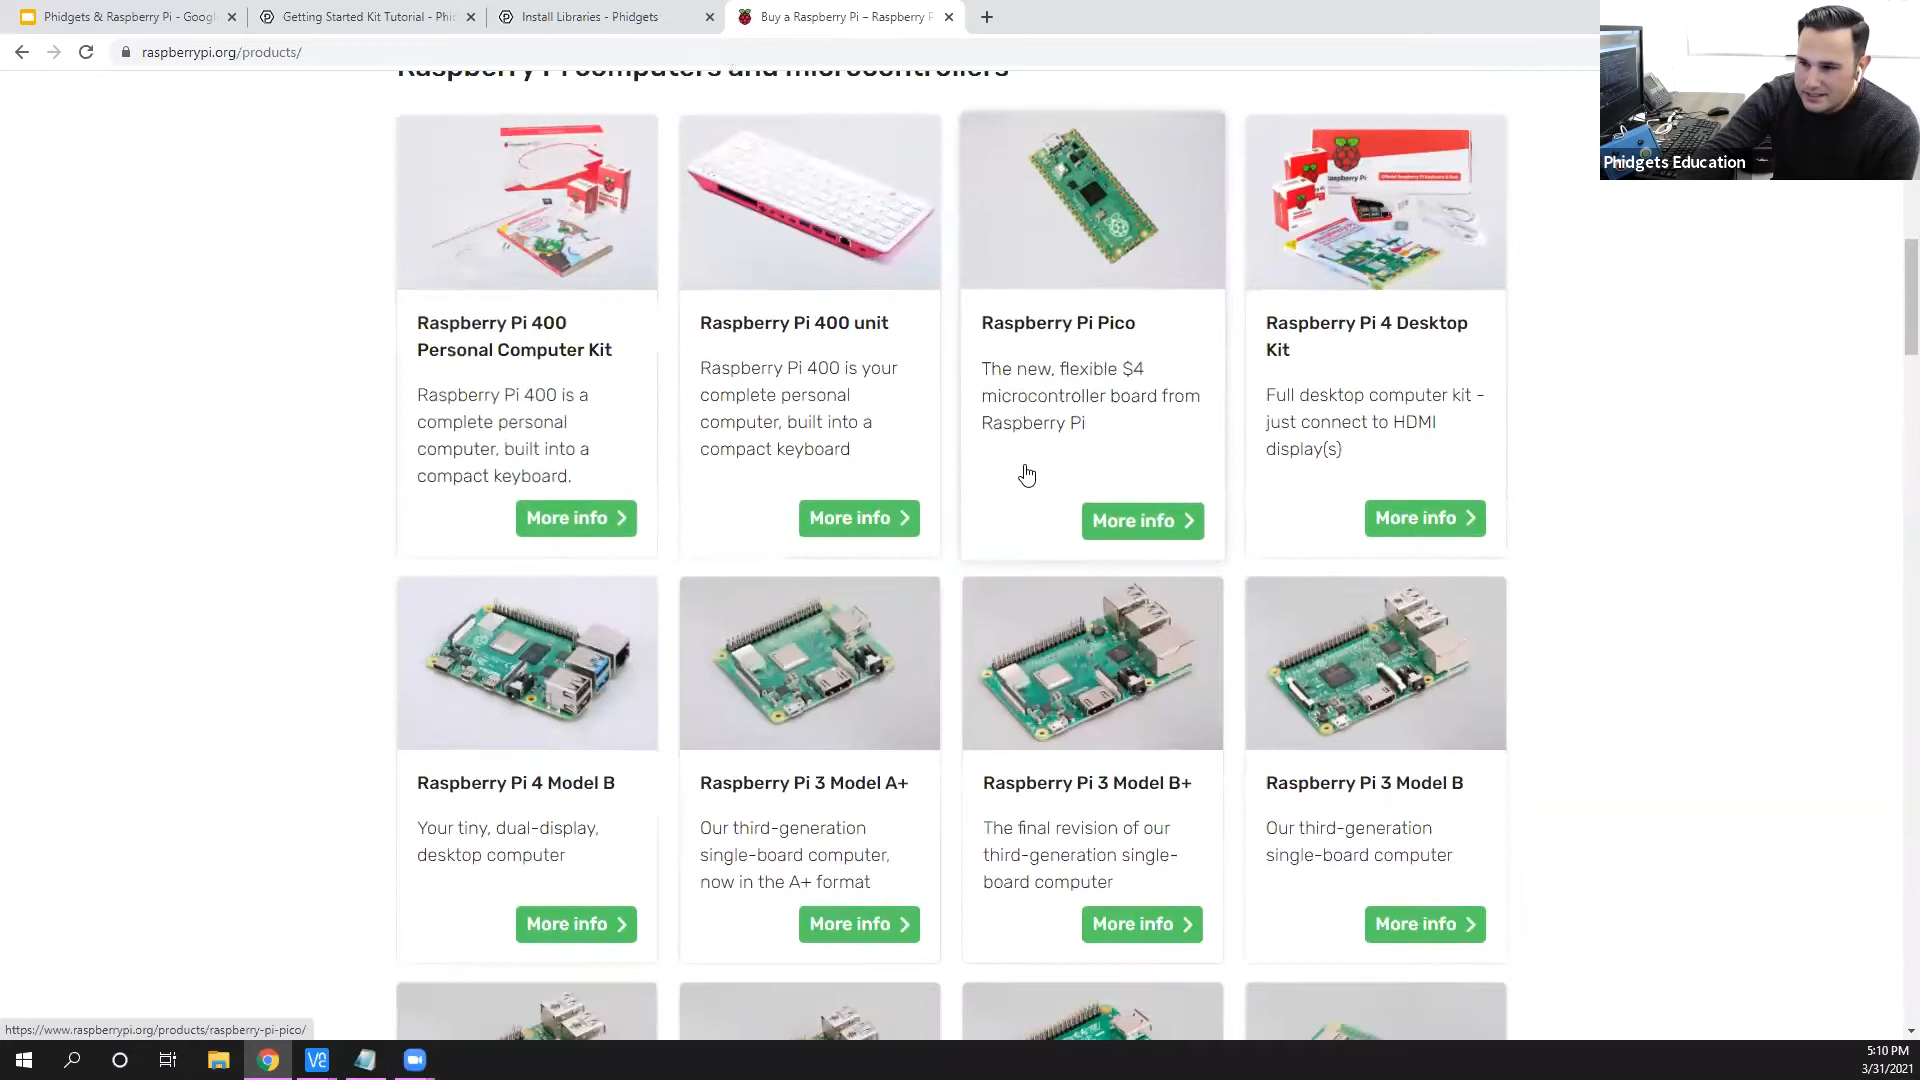 Phidgets & Raspberry Pi - Googl
Getting Started Kit Tutorial - Phi
Install Libraries - Phidgets
Buy a Raspberry Pi – Raspberry P
raspberrypi.org/products/
Raspberry Pi computers and microcontrollers
Phidgets Education
Raspberry Pi 400
Personal Computer Kit
Raspberry Pi 400 is a
complete personal
computer, built into a
compact keyboard.
More info
Raspberry Pi 400 unit
Raspberry Pi 400 is your
complete personal
computer, built into a
compact keyboard
More info
Raspberry Pi Pico
The new, flexible $4
microcontroller board from
Raspberry Pi
More info
Raspberry Pi 4 Desktop
Kit
Full desktop computer kit -
just connect to HDMI
display(s)
More info
Raspberry Pi 4 Model B
Your tiny, dual-display,
desktop computer
More info
Raspberry Pi 3 Model A+
Our third-generation
single-board computer,
now in the A+ format
More info
Raspberry Pi 3 Model B+
The final revision of our
third-generation single-
board computer
More info
Raspberry Pi 3 Model B
Our third-generation
single-board computer
More info
https://www.raspberrypi.org/products/raspberry-pi-pico/
5:10 PM
3/31/2021